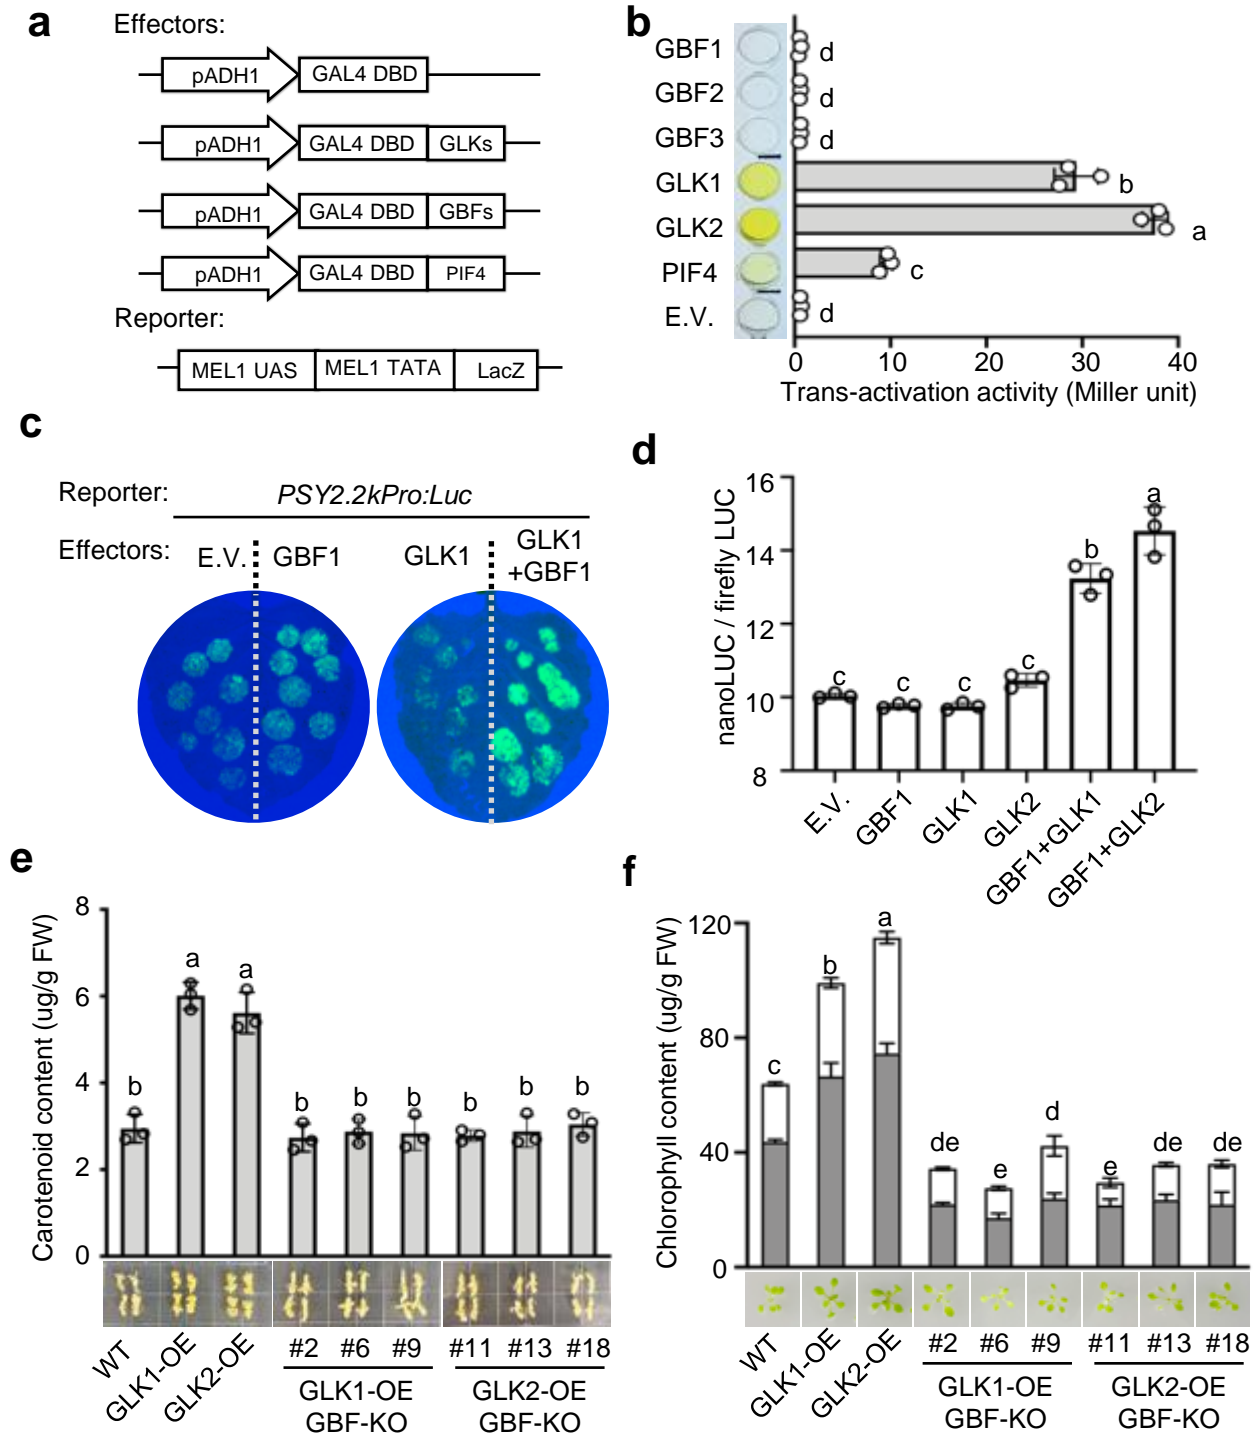 a
Effectors:
pADH1 GAL4 DBD
pADH1 GAL4 DBD GLKs
pADH1 GAL4 DBD GBFs
pADH1 GAL4 DBD PIF4
Reporter:
MEL1 UAS MEL1 TATA LacZ
b
GBF1 d
GBF2 d
GBF3 d
GLK1 b
GLK2 a
PIF4 c
E.V. d
0 10 20 30 40
Trans-activation activity (Miller unit)
c
Reporter: PSY2.2kPro:Luc
Effectors: E.V. GBF1 GLK1 GLK1
+GBF1
d
nanoLUC / firefly LUC
16
14
12
10
8
c c c c b a
E.V. GBF1 GLK1 GLK2 GBF1+GLK1 GBF1+GLK2
e
Carotenoid content (ug/g FW)
8
6
4
2
0
b a a b b b b b b
WT GLK1-OE GLK2-OE #2 #6 #9 #11 #13 #18
GLK1-OE GLK2-OE
GBF-KO GBF-KO
f
Chlorophyll content (ug/g FW)
120
80
40
0
c b a de e d e de de
WT GLK1-OE GLK2-OE #2 #6 #9 #11 #13 #18
GLK1-OE GLK2-OE
GBF-KO GBF-KO